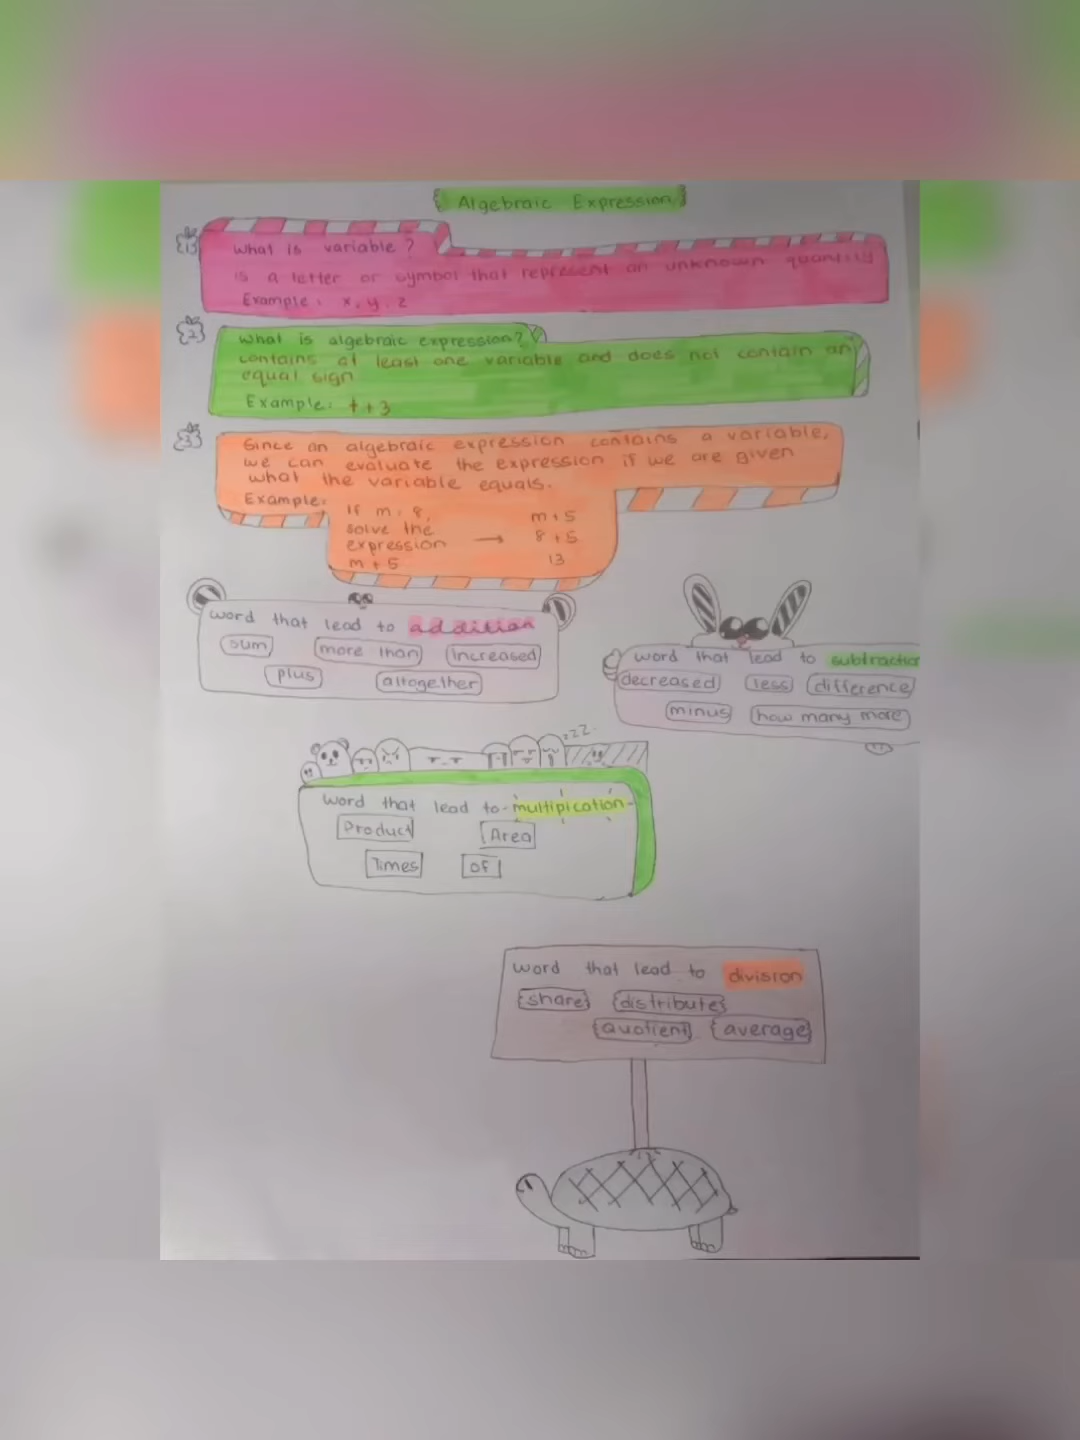 Algebraic Expression
1
What is variable?
is a letter or symbol that represent an unknown quantity
Example: x, y, z
2
What is algebraic expression?
contains at least one variable and does not contain an
equal sign
Example: t + 3
3
Since an algebraic expression contains a variable,
we can evaluate the expression if we are given
what the variable equals.
Example:
If m = 8,
solve the
expression →
m + 5
m + 5
8 + 5
13
word that lead to addition
sum more than increased
plus altogether
word that lead to subtraction
decreased less difference
minus how many more
zzz.
word that lead to multipication
Product Area
Times of
word that lead to division
share distribute
quotient average